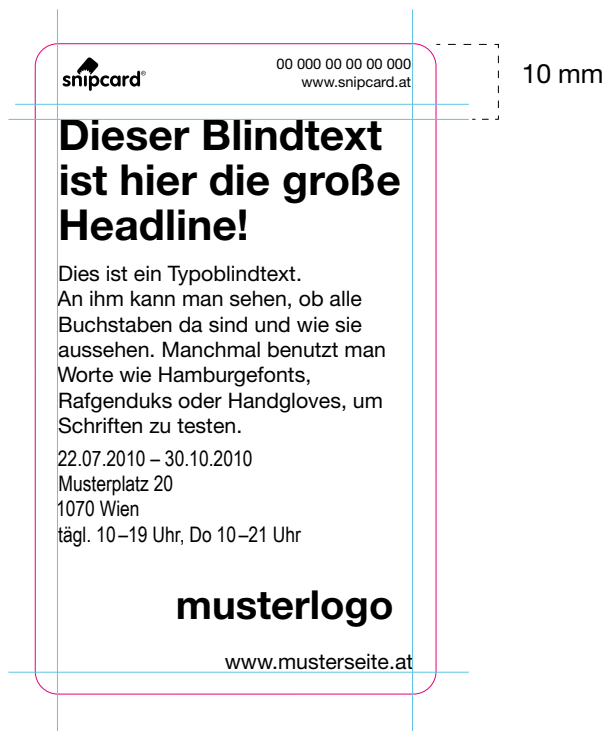 snipcard®
00 000 00 00 00 000
www.snipcard.at
10 mm
Dieser Blindtext
ist hier die große
Headline!
Dies ist ein Typoblindtext.
An ihm kann man sehen, ob alle
Buchstaben da sind und wie sie
aussehen. Manchmal benutzt man
Worte wie Hamburgefonts,
Rafgenduks oder Handgloves, um
Schriften zu testen.
22.07.2010 – 30.10.2010
Musterplatz 20
1070 Wien
tägl. 10–19 Uhr, Do 10–21 Uhr
musterlogo
www.musterseite.at